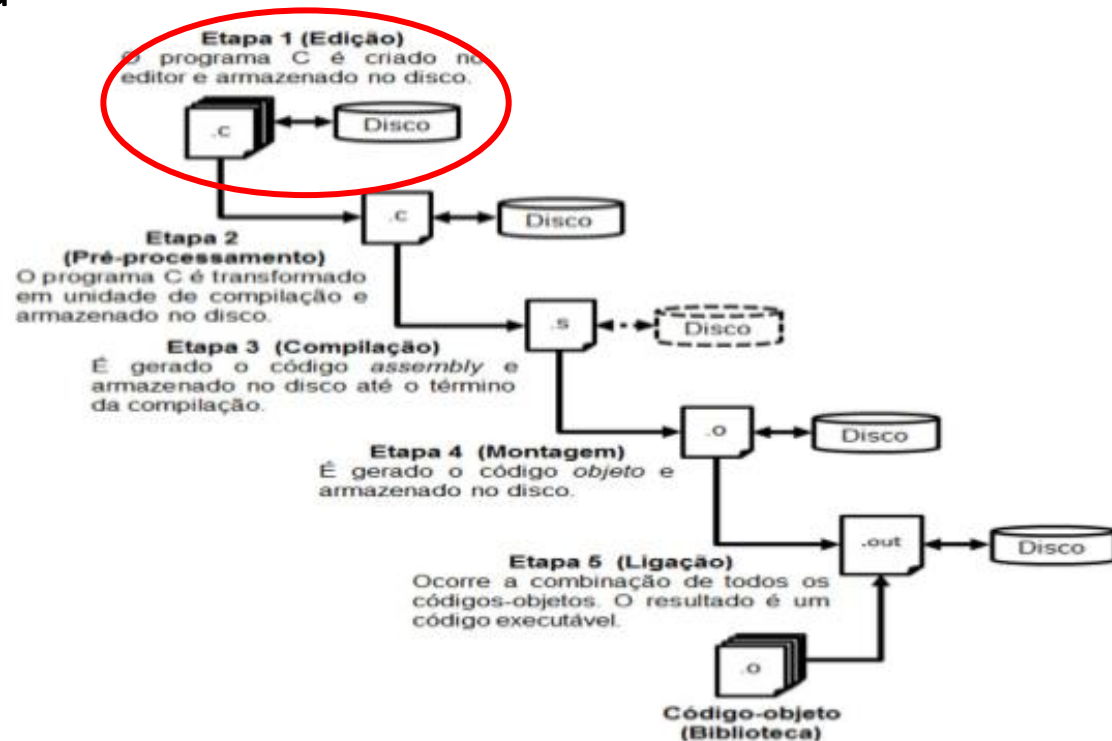 Etapa 1 (Edição)
O programa C é criado no
editor e armazenado no disco.
.c
Disco
.c
Disco
Etapa 2
(Pré-processamento)
O programa C é transformado
em unidade de compilação e
armazenado no disco.
.s
Disco
Etapa 3 (Compilação)
É gerado o código assembly e
armazenado no disco até o término
da compilação.
.o
Disco
Etapa 4 (Montagem)
É gerado o código objeto e
armazenado no disco.
.out
Disco
Etapa 5 (Ligação)
Ocorre a combinação de todos os
códigos-objetos. O resultado é um
código executável.
.o
Código-objeto
(Biblioteca)